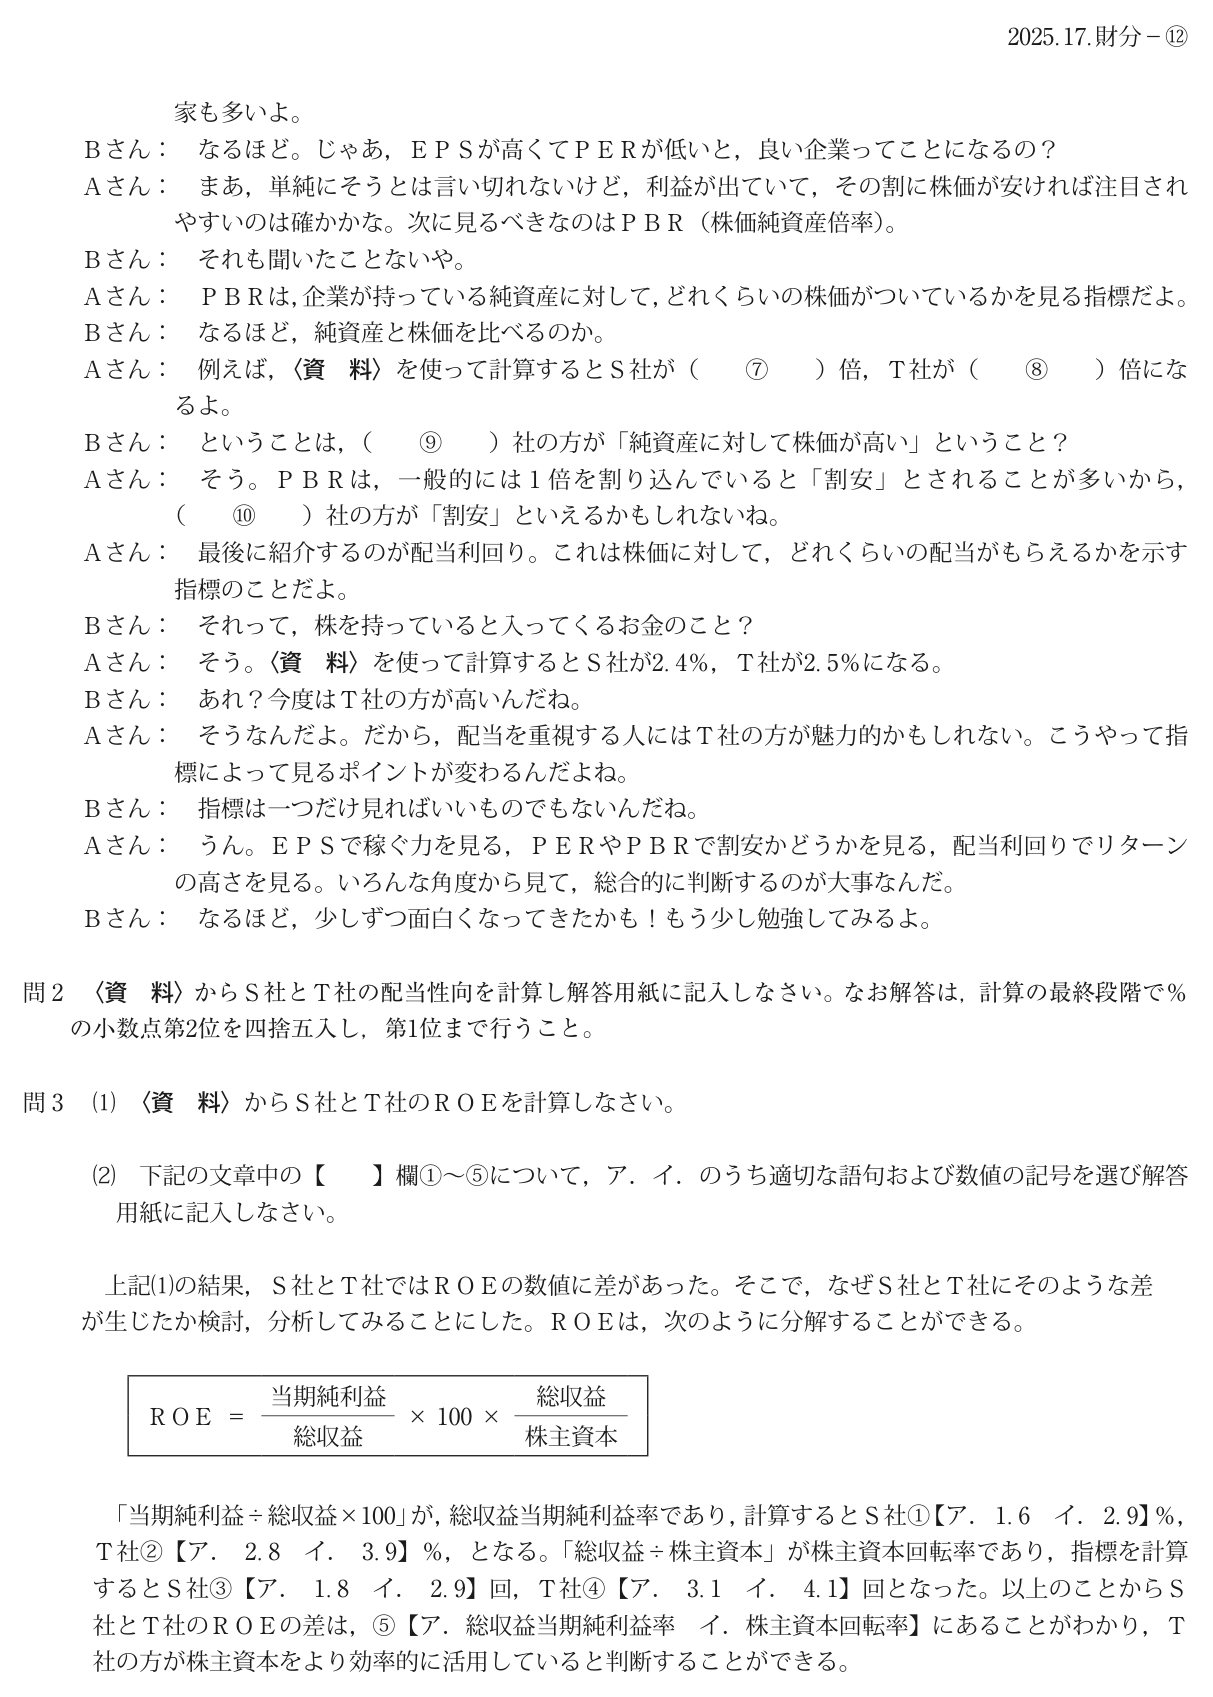 2025.17.財分－⑫
家も多いよ。
Ｂさん：　なるほど。じゃあ，ＥＰＳが高くてＰＥＲが低いと，良い企業ってことになるの？
Ａさん：　まあ，単純にそうとは言い切れないけど，利益が出ていて，その割に株価が安ければ注目され
やすいのは確かかな。次に見るべきなのはＰＢＲ（株価純資産倍率）。
Ｂさん：　それも聞いたことないや。
Ａさん：　ＰＢＲは，企業が持っている純資産に対して，どれくらいの株価がついているかを見る指標だよ。
Ｂさん：　なるほど，純資産と株価を比べるのか。
Ａさん：　例えば，〈資　料〉を使って計算するとＳ社が（　　⑦　　）倍，Ｔ社が（　　⑧　　）倍にな
るよ。
Ｂさん：　ということは，（　　⑨　　）社の方が「純資産に対して株価が高い」ということ？
Ａさん：　そう。ＰＢＲは，一般的には１倍を割り込んでいると「割安」とされることが多いから，
（　　⑩　　）社の方が「割安」といえるかもしれないね。
Ａさん：　最後に紹介するのが配当利回り。これは株価に対して，どれくらいの配当がもらえるかを示す
指標のことだよ。
Ｂさん：　それって，株を持っていると入ってくるお金のこと？
Ａさん：　そう。〈資　料〉を使って計算するとＳ社が2.4％，Ｔ社が2.5％になる。
Ｂさん：　あれ？今度はＴ社の方が高いんだね。
Ａさん：　そうなんだよ。だから，配当を重視する人にはＴ社の方が魅力的かもしれない。こうやって指
標によって見るポイントが変わるんだよね。
Ｂさん：　指標は一つだけ見ればいいものでもないんだね。
Ａさん：　うん。ＥＰＳで稼ぐ力を見る，ＰＥＲやＰＢＲで割安かどうかを見る，配当利回りでリターン
の高さを見る。いろんな角度から見て，総合的に判断するのが大事なんだ。
Ｂさん：　なるほど，少しずつ面白くなってきたかも！もう少し勉強してみるよ。
問２　〈資　料〉からＳ社とＴ社の配当性向を計算し解答用紙に記入しなさい。なお解答は，計算の最終段階で％
の小数点第2位を四捨五入し，第1位まで行うこと。
問３　⑴　〈資　料〉からＳ社とＴ社のＲＯＥを計算しなさい。
⑵　下記の文章中の【　　】欄①～⑤について，ア．イ．のうち適切な語句および数値の記号を選び解答
用紙に記入しなさい。
上記⑴の結果，Ｓ社とＴ社ではＲＯＥの数値に差があった。そこで，なぜＳ社とＴ社にそのような差
が生じたか検討，分析してみることにした。ＲＯＥは，次のように分解することができる。
当期純利益　総収益
ＲＯＥ ＝ × 100 ×
総収益　株主資本
「当期純利益÷総収益×100」が，総収益当期純利益率であり，計算するとＳ社①【ア．　1.6　イ．　2.9】％，
Ｔ社②【ア．　2.8　イ．　3.9】％，となる。「総収益÷株主資本」が株主資本回転率であり，指標を計算
するとＳ社③【ア．　1.8　イ．　2.9】回，Ｔ社④【ア．　3.1　イ．　4.1】回となった。以上のことからＳ
社とＴ社のＲＯＥの差は，⑤【ア．総収益当期純利益率　イ．株主資本回転率】にあることがわかり，Ｔ
社の方が株主資本をより効率的に活用していると判断することができる。